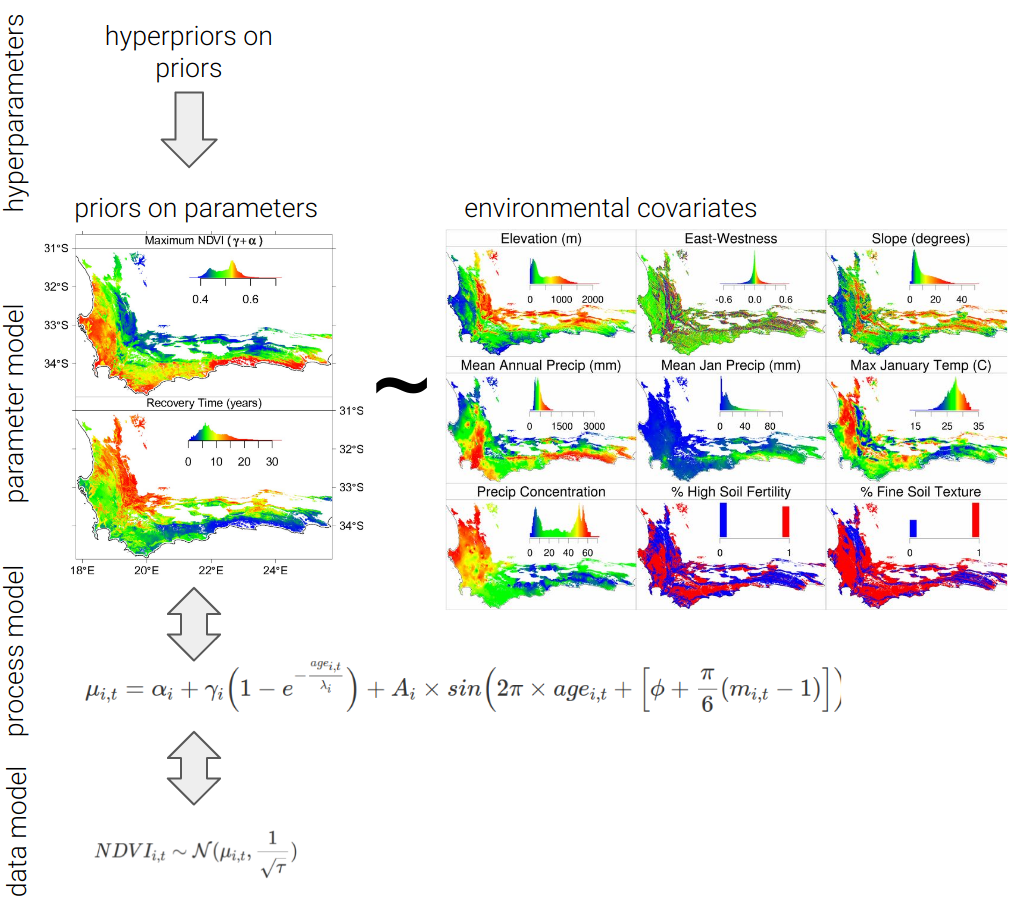 hyperparameters
hyperpriors on
priors
priors on parameters
environmental covariates
parameter model
Maximum NDVI (γ+α)
31°S
32°S
33°S
34°S
0.4 0.6
Recovery Time (years)
31°S
32°S
33°S
34°S
0 10 20 30
18°E 20°E 22°E 24°E
~
Elevation (m)
0 1000 2000
East-Westness
-0.6 0.0 0.6
Slope (degrees)
0 20 40
Mean Annual Precip (mm)
0 1500 3000
Mean Jan Precip (mm)
0 40 80
Max January Temp (C)
15 25 35
Precip Concentration
0 20 40 60
% High Soil Fertility
0 1
% Fine Soil Texture
0 1
process model
μ_{i,t} = α_i + γ_i(1 − e^{−age_{i,t}/λ_i}) + A_i × sin(2π × age_{i,t} + [ϕ + π/6(m_{i,t} − 1)])
data model
NDVI_{i,t} ~ N(μ_{i,t}, 1/√τ)